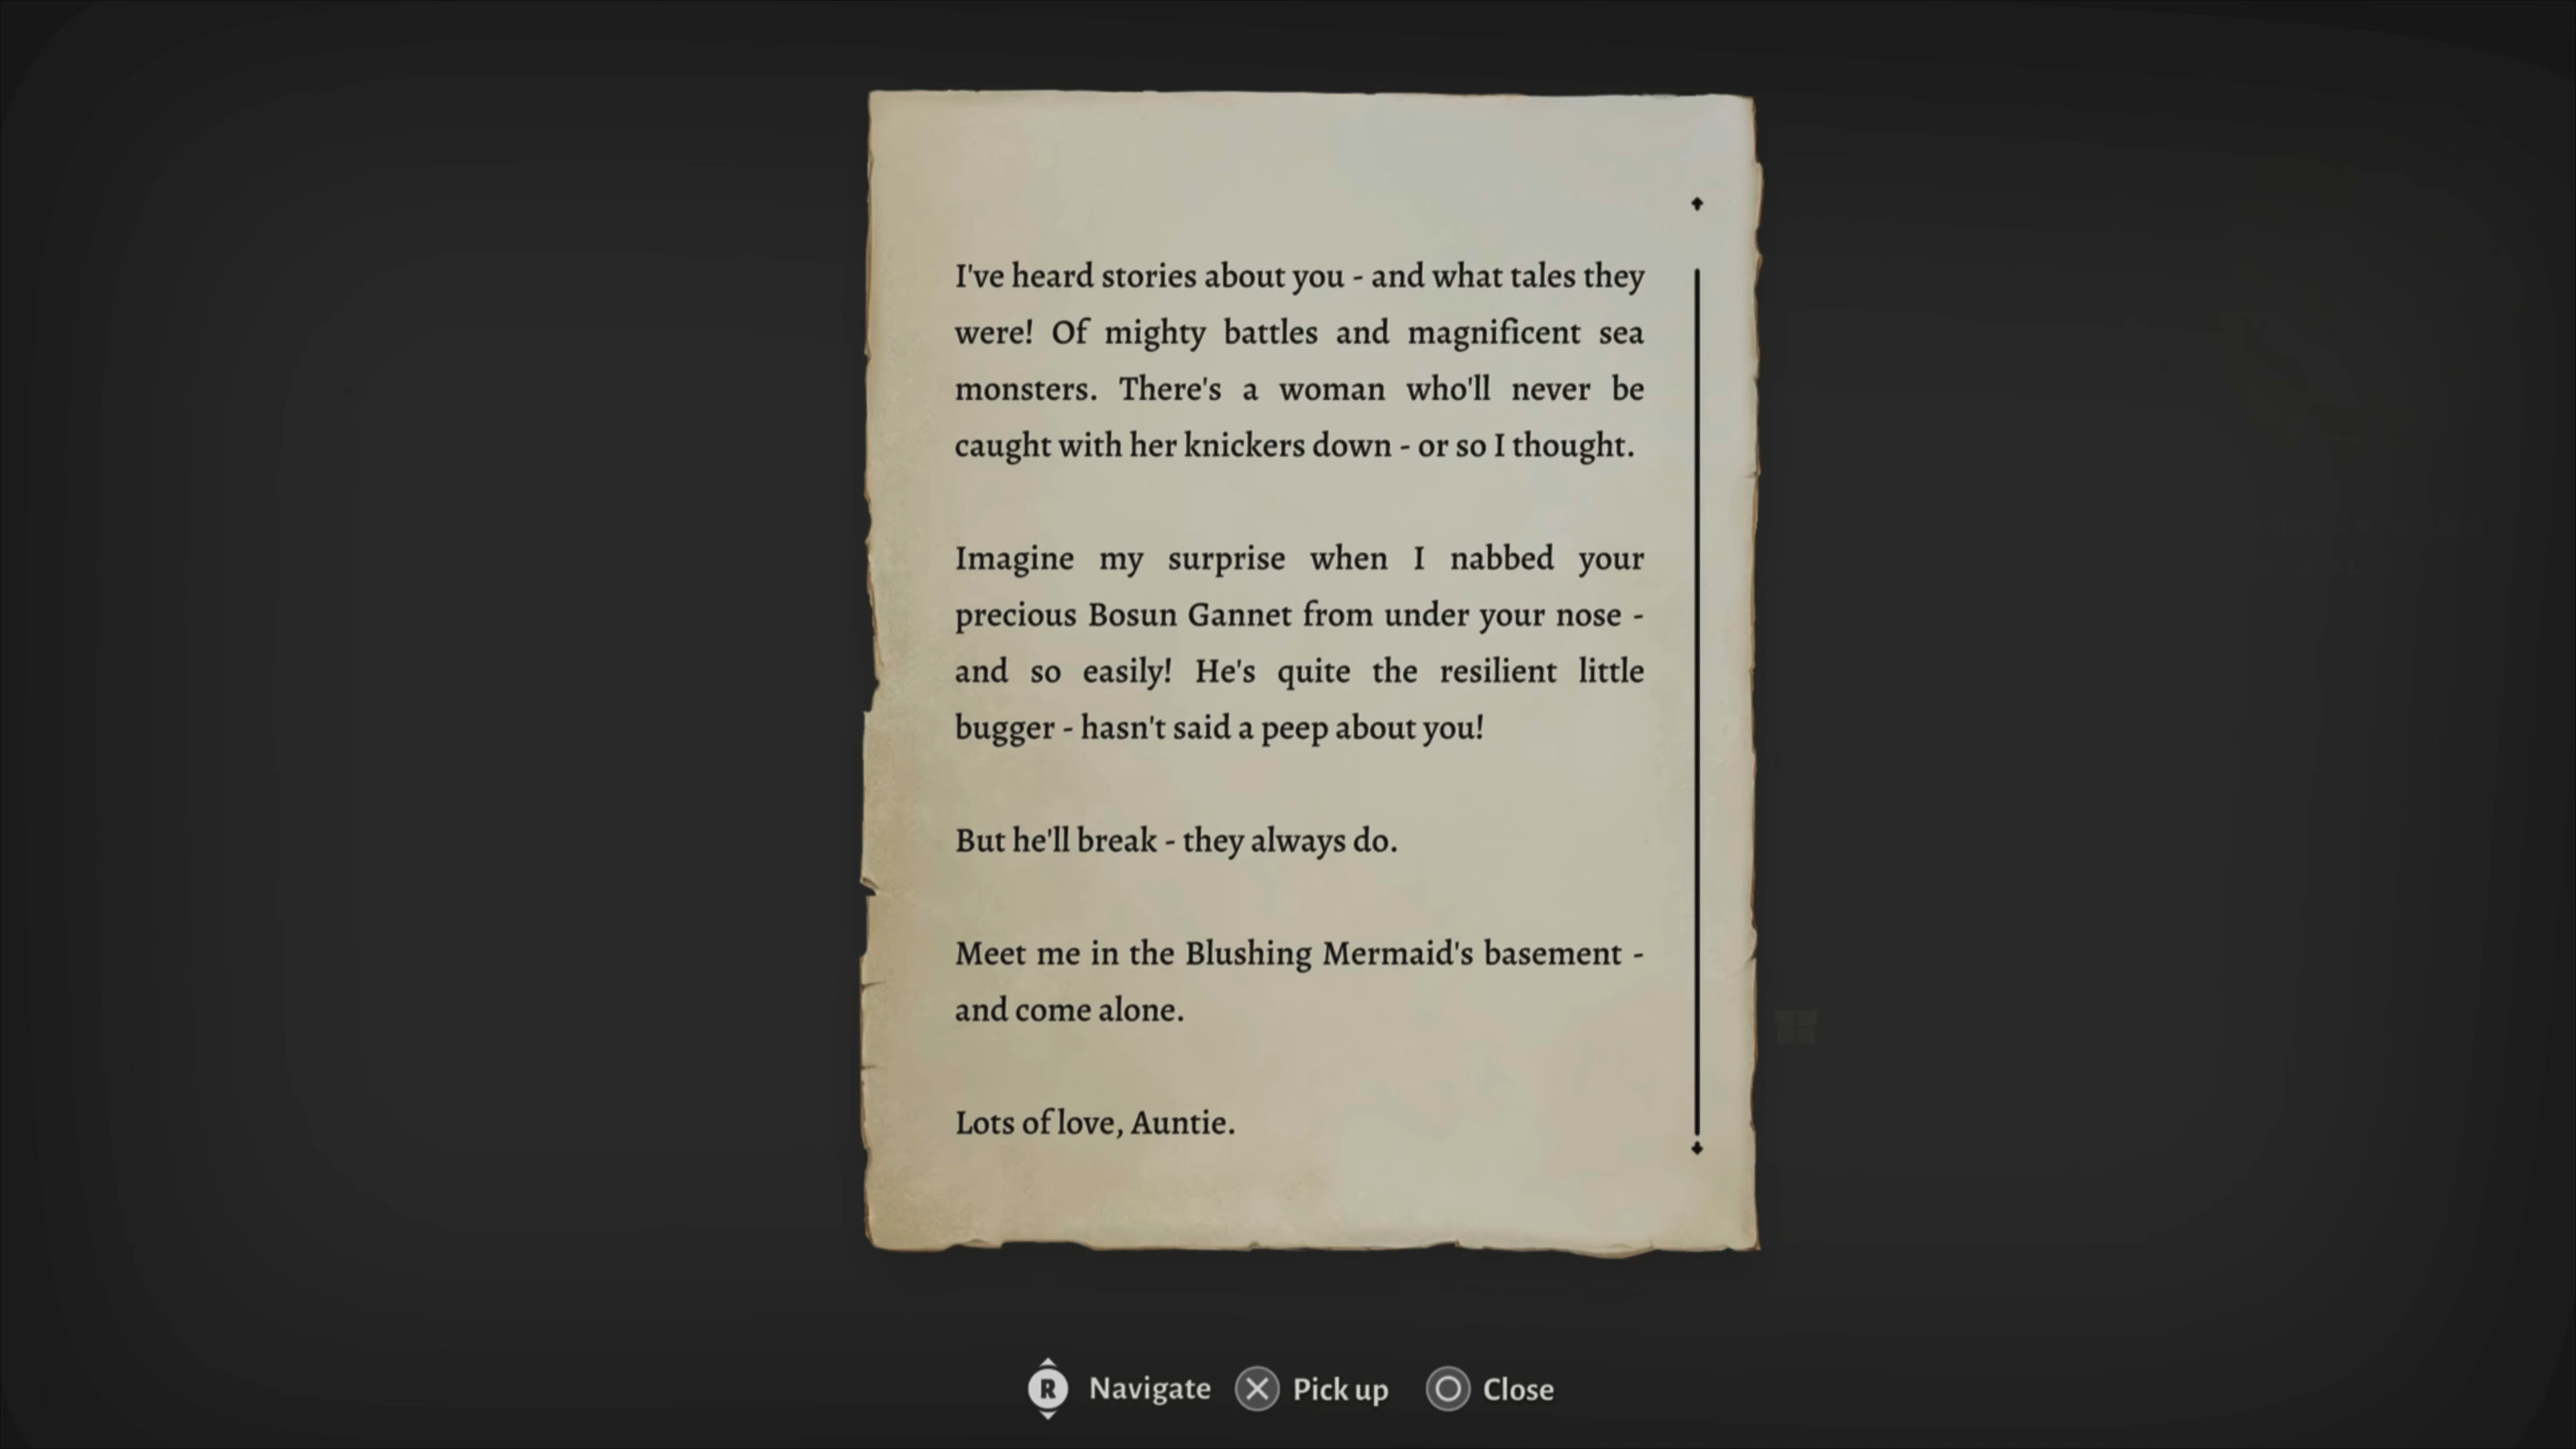 I've heard stories about you - and what tales they
were! Of mighty battles and magnificent sea
monsters. There's a woman who'll never be
caught with her knickers down - or so I thought.
Imagine my surprise when I nabbed your
precious Bosun Gannet from under your nose -
and so easily! He's quite the resilient little
bugger - hasn't said a peep about you!
But he'll break - they always do.
Meet me in the Blushing Mermaid's basement -
and come alone.
Lots of love, Auntie.
R Navigate Pick up Close